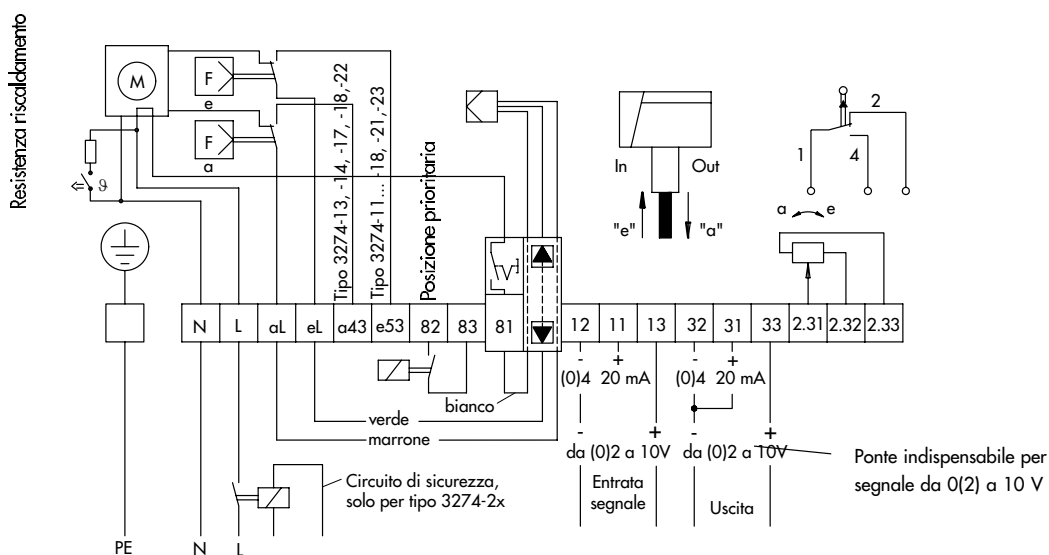 Resistenza riscaldamento
M
F
e
F
a
ϑ
Tipo 3274-13, -14, -17, -18,-22
Tipo 3274-11... -18, -21,-23
Posizione prioritaria
In
Out
"e"
"a"
1
2
4
a
e
N
L
aL
eL
a43
e53
82
83
81
12
11
13
32
31
33
2.31
2.32
2.33
- +
(0)4 20 mA
- +
(0)4 20 mA
bianco
verde
marrone
- +
da (0)2 a 10V
- +
da (0)2 a 10V
Entrata
segnale
Uscita
Ponte indispensabile per
segnale da 0(2) a 10 V
Circuito di sicurezza,
solo per tipo 3274-2x
PE
N
L